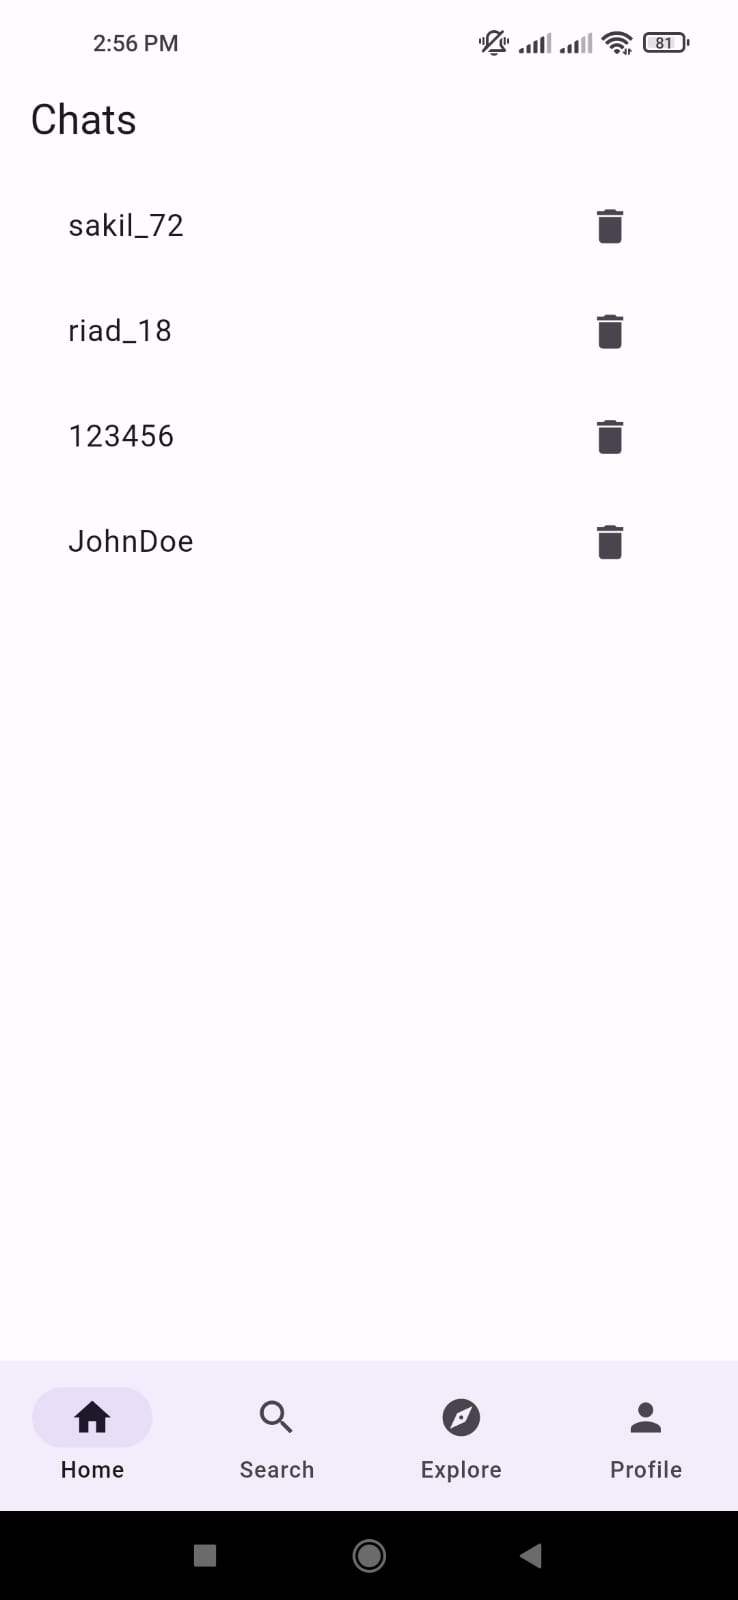 2:56 PM 81
Chats
sakil_72
riad_18
123456
JohnDoe
Home Search Explore Profile